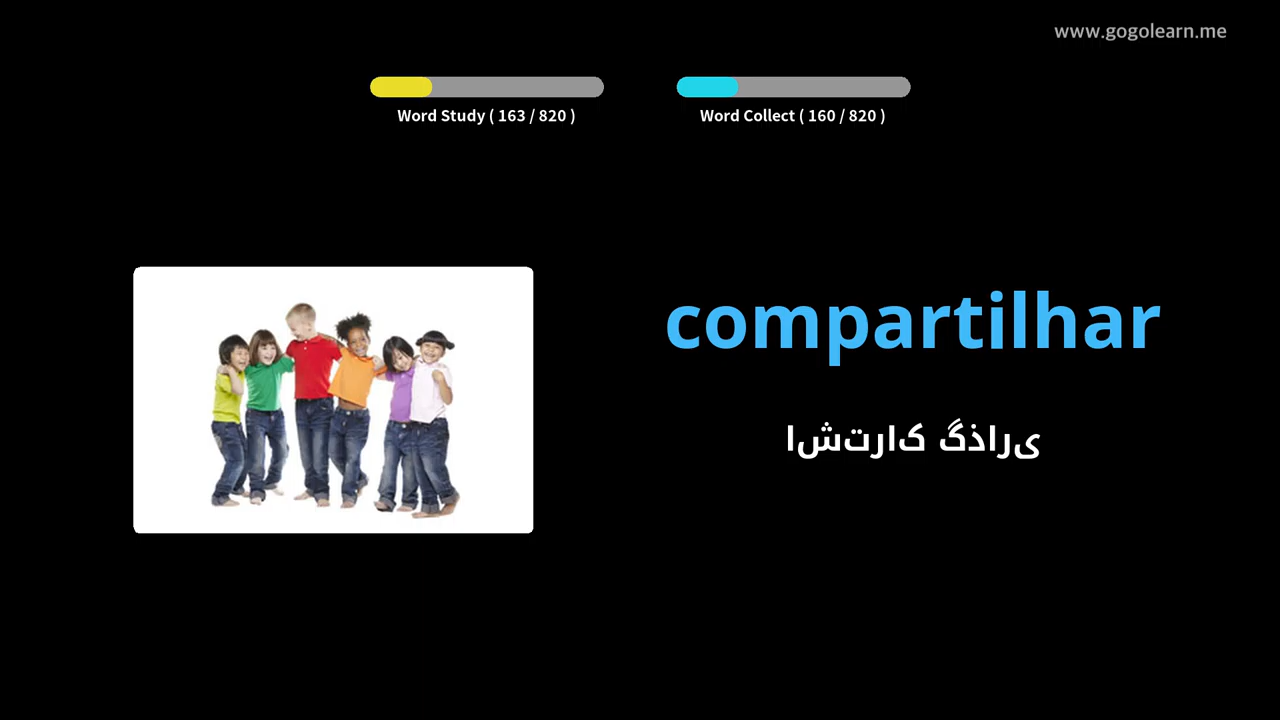 www.gogolearn.me
Word Study ( 163 / 820 )
Word Collect ( 160 / 820 )
compartilhar
اشتراک گذاری